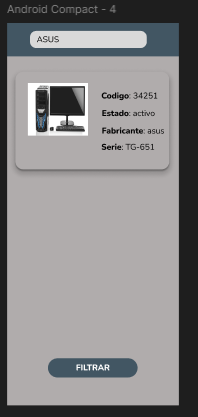 Android Compact - 4
ASUS
Codigo: 34251
Estado: activo
Fabricante: asus
Serie: TG-651
FILTRAR